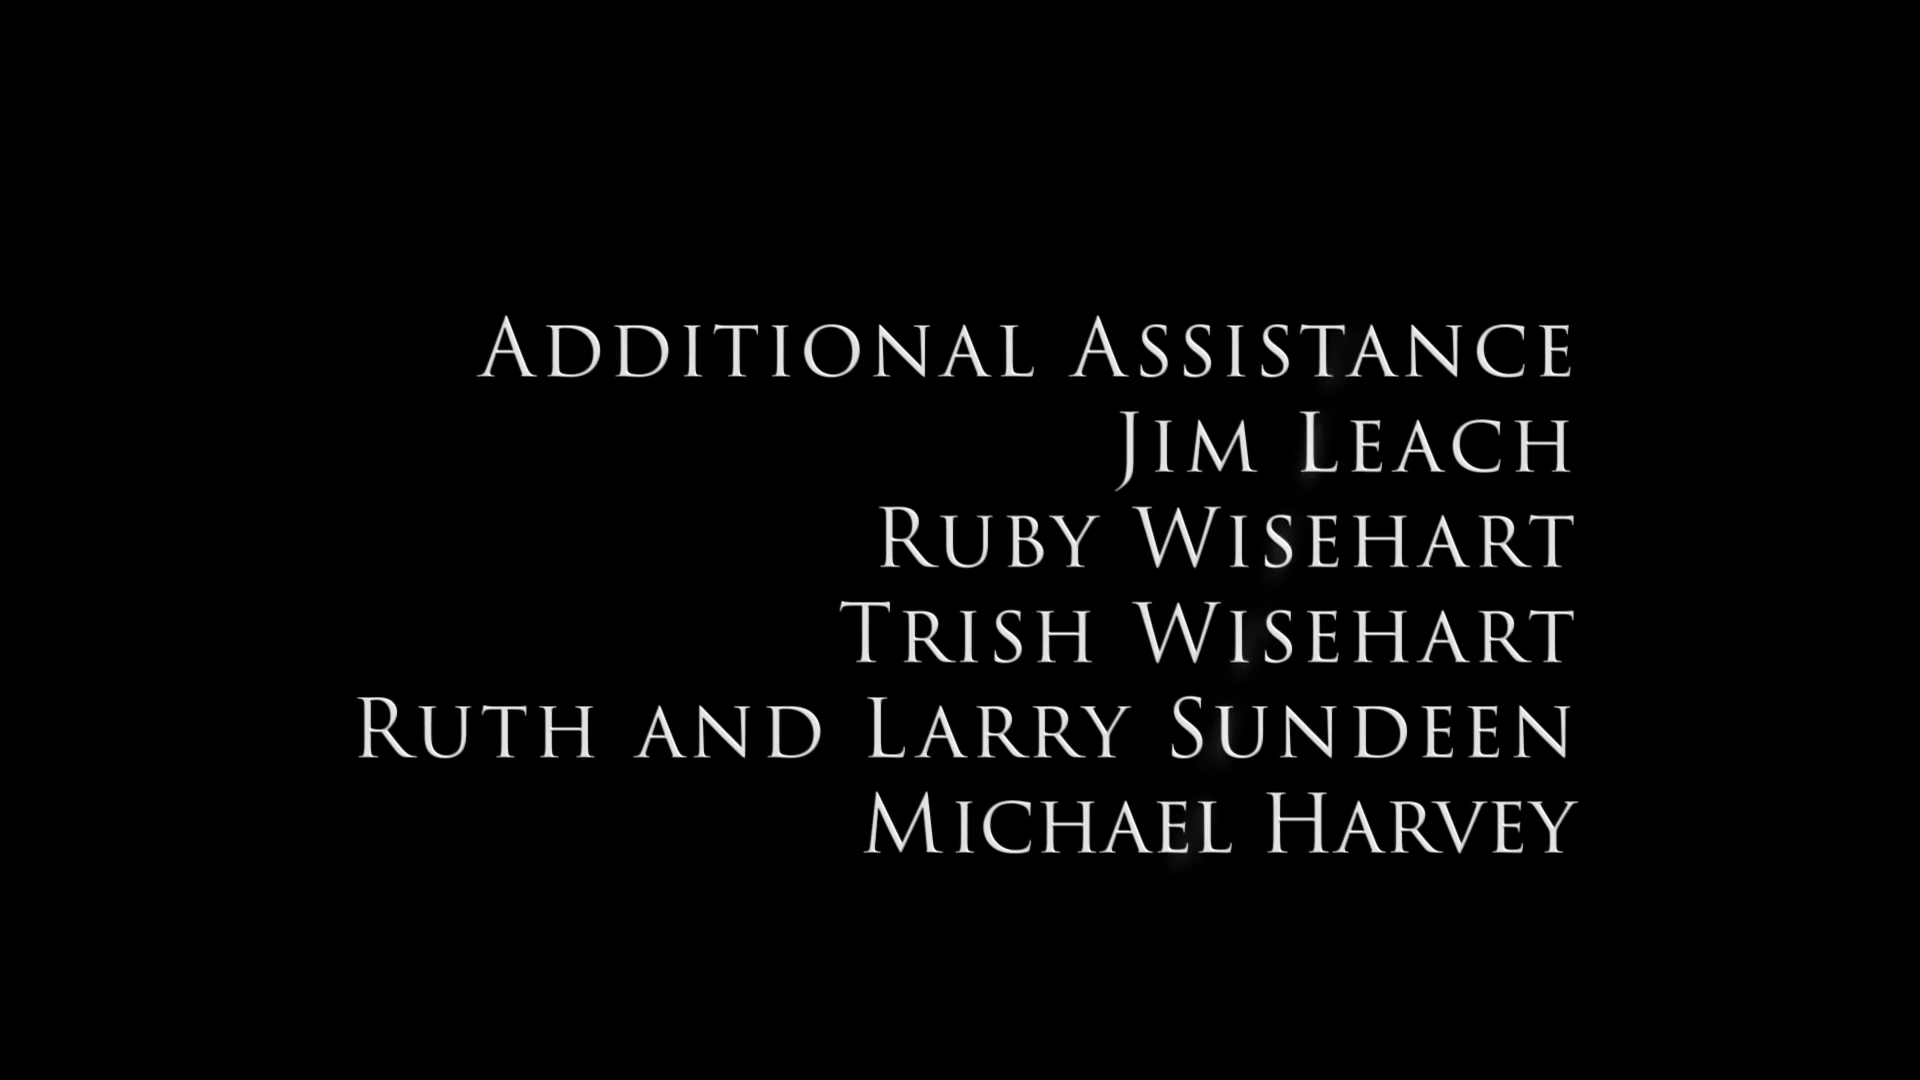 Additional Assistance
Jim Leach
Ruby Wisehart
Trish Wisehart
Ruth and Larry Sundeen
Michael Harvey